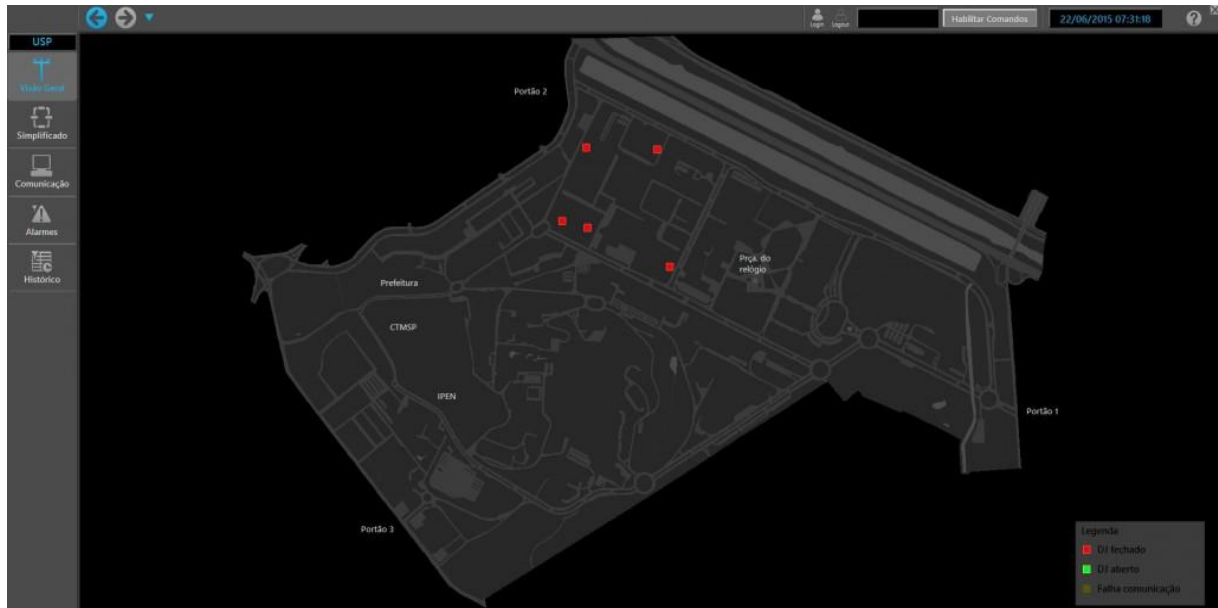 Login
Logout
Habilitar Comandos
22/06/2015 07:31:18
?
USP
Visão Geral
Simplificado
Comunicação
Alarmes
Histórico
Portão 2
Prça. do
relógio
Prefeitura
CTMSP
IPEN
Portão 1
Portão 3
Legenda
DJ fechado
DJ aberto
Falha comunicação